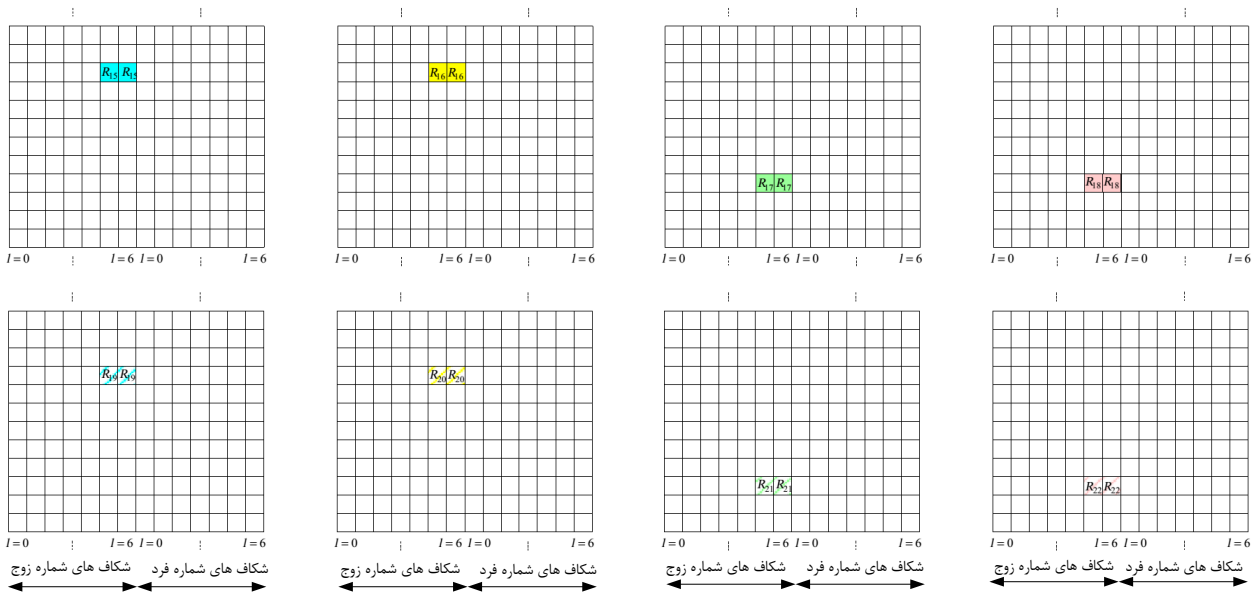 R15 R15 R16 R16 R17 R17 R18 R18
l = 0 l = 6 l = 0 l = 6 l = 0 l = 6 l = 0 l = 6 l = 0 l = 6 l = 0 l = 6 l = 0 l = 6 l = 0 l = 6
R19 R19 R20 R20 R21 R21 R22 R22
l = 0 l = 6 l = 0 l = 6 l = 0 l = 6 l = 0 l = 6 l = 0 l = 6 l = 0 l = 6 l = 0 l = 6 l = 0 l = 6
شکاف های شماره زوج شکاف های شماره فرد شکاف های شماره زوج شکاف های شماره فرد شکاف های شماره زوج شکاف های شماره فرد شکاف های شماره زوج شکاف های شماره فرد